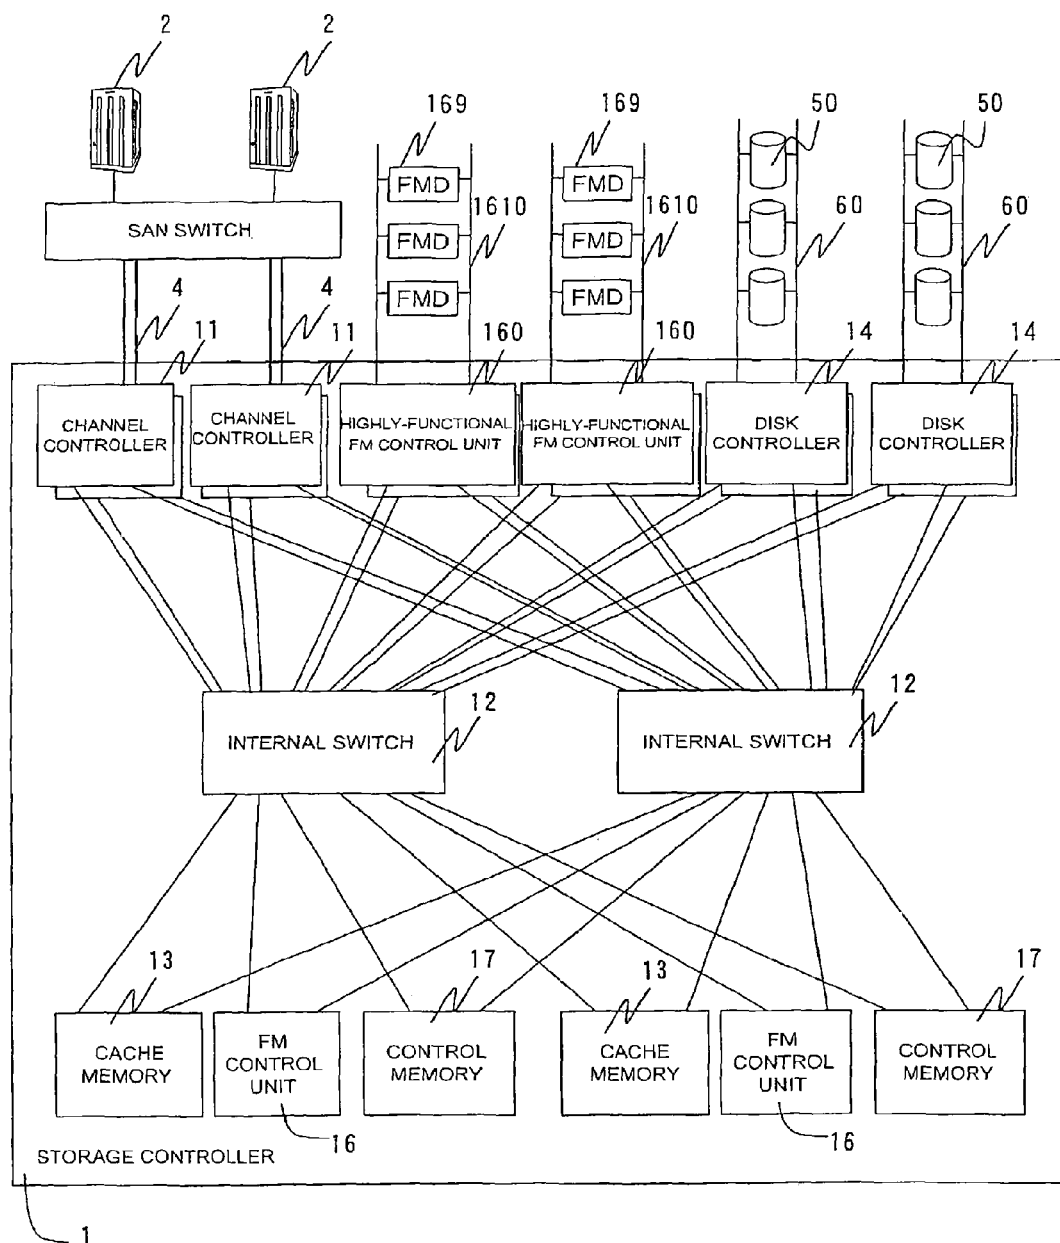 2
2
169
169
50
50
FMD
FMD
1610
1610
60
60
SAN SWITCH
FMD
FMD
FMD
FMD
4
4
11
11
160
160
14
14
CHANNEL
CONTROLLER
CHANNEL
CONTROLLER
HIGHLY-FUNCTIONAL
FM CONTROL UNIT
HIGHLY-FUNCTIONAL
FM CONTROL UNIT
DISK
CONTROLLER
DISK
CONTROLLER
12
12
INTERNAL SWITCH
INTERNAL SWITCH
13
17
13
17
CACHE
MEMORY
FM
CONTROL
UNIT
CONTROL
MEMORY
CACHE
MEMORY
FM
CONTROL
UNIT
CONTROL
MEMORY
16
16
STORAGE CONTROLLER
1